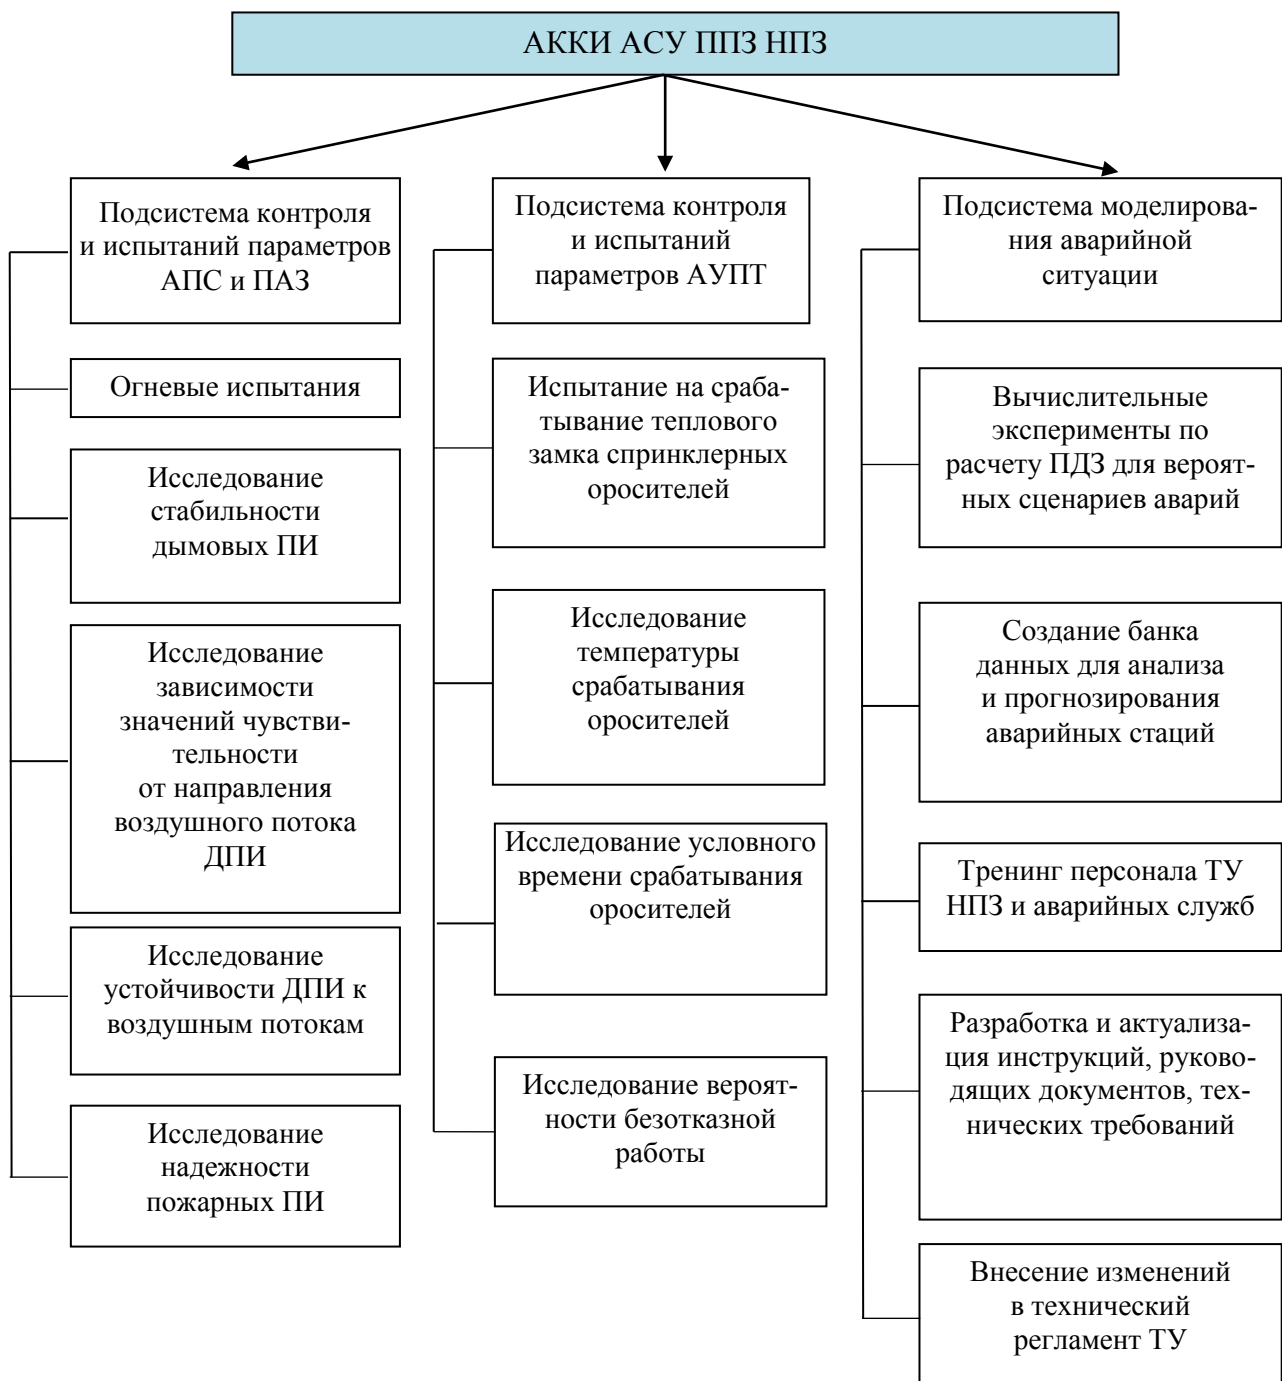 АККИ АСУ ППЗ НПЗ
Подсистема контроля
и испытаний параметров
АПС и ПАЗ
Огневые испытания
Исследование
стабильности
дымовых ПИ
Исследование
зависимости
значений чувстви-
тельности
от направления
воздушного потока
ДПИ
Исследование
устойчивости ДПИ к
воздушным потокам
Исследование
надежности
пожарных ПИ
Подсистема контроля
и испытаний
параметров АУПТ
Испытание на сраба-
тывание теплового
замка спринклерных
оросителей
Исследование
температуры
срабатывания
оросителей
Исследование условного
времени срабатывания
оросителей
Исследование вероят-
ности безотказной
работы
Подсистема моделирова-
ния аварийной
ситуации
Вычислительные
эксперименты по
расчету ПДЗ для вероят-
ных сценариев аварий
Создание банка
данных для анализа
и прогнозирования
аварийных стаций
Тренинг персонала ТУ
НПЗ и аварийных служб
Разработка и актуализа-
ция инструкций, руково-
дящих документов, тех-
нических требований
Внесение изменений
в технический
регламент ТУ